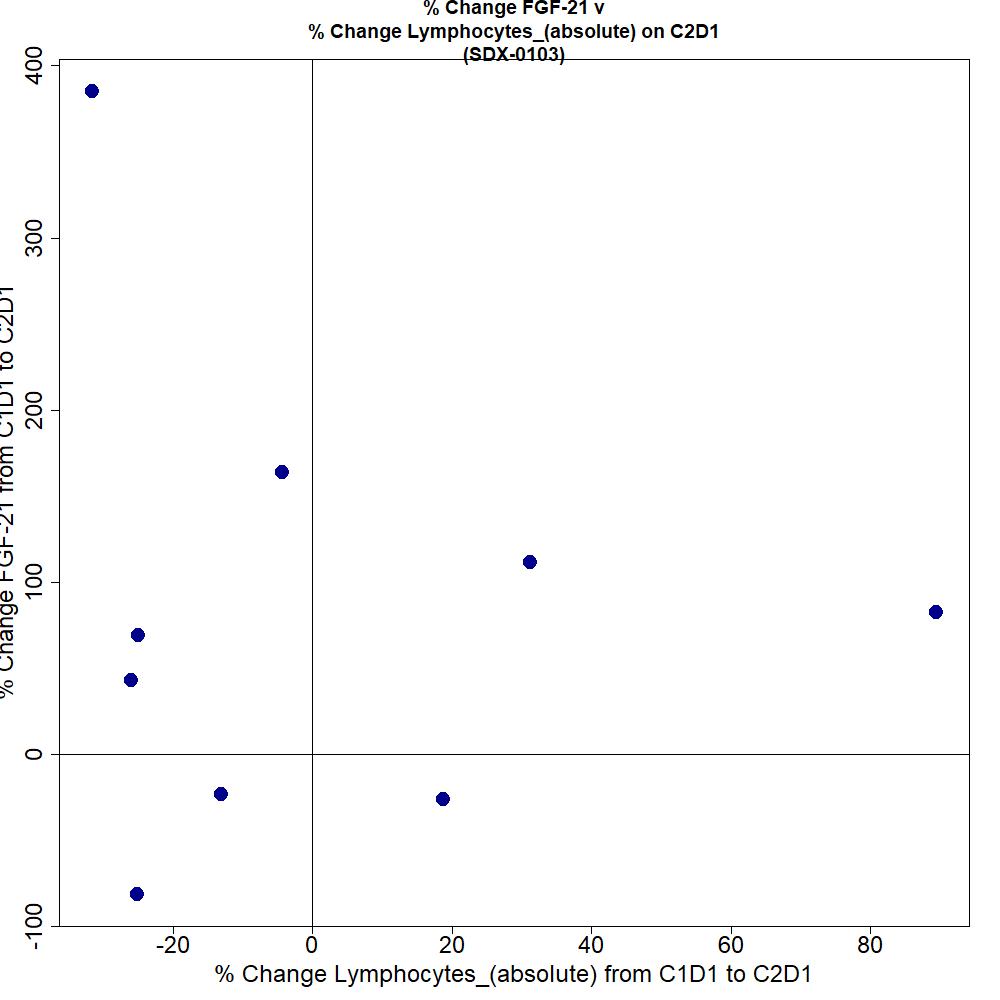 % Change FGF-21 v
% Change Lymphocytes_(absolute) on C2D1
(SDX-0103)
% Change FGF-21 from C1D1 to C2D1
400
300
200
100
0
-100
-20
0
20
40
60
80
% Change Lymphocytes_(absolute) from C1D1 to C2D1